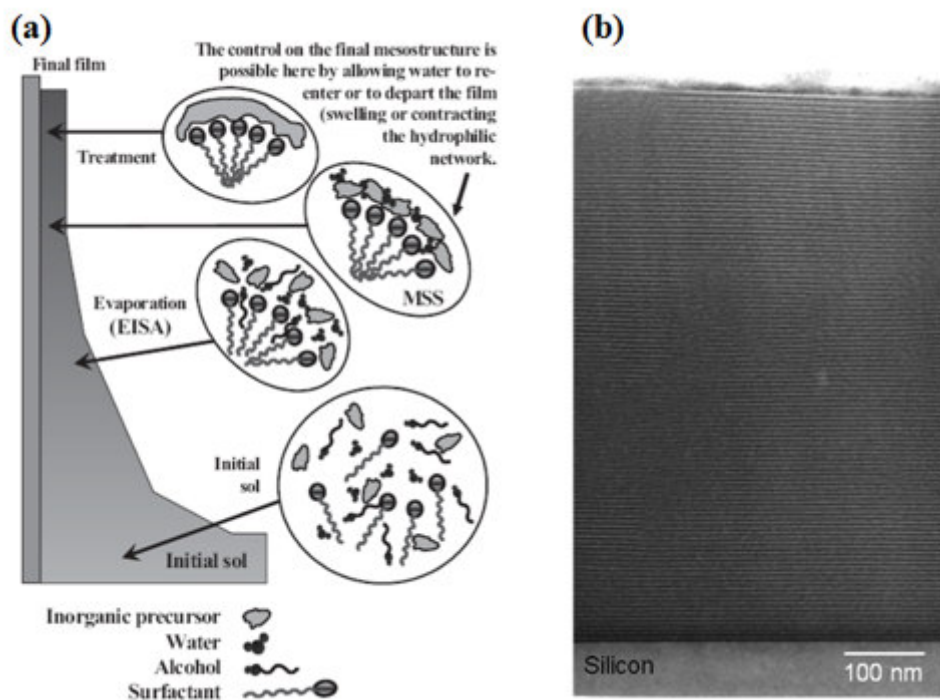 (a)
Final film
The control on the final mesostructure is
possible here by allowing water to re-
enter or to depart the film
(swelling or contracting
the hydrophilic
network.
Treatment
MSS
Evaporation
(EISA)
Initial
sol
Initial sol
Inorganic precursor
Water
Alcohol
Surfactant
(b)
Silicon
100 nm